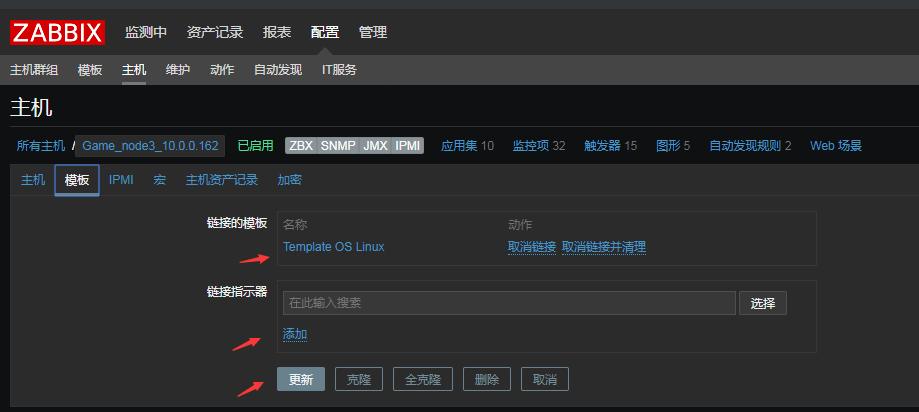 ZABBIX 监测中 资产记录 报表 配置 管理
主机群组 模板 主机 维护 动作 自动发现 IT服务
主机
所有主机 / Game_node3_10.0.0.162 已启用 ZBX SNMP JMX IPMI 应用集 10 监控项 32 触发器 15 图形 5 自动发现规则 2 Web 场景
主机 模板 IPMI 宏 主机资产记录 加密
链接的模板 名称 动作
Template OS Linux 取消链接 取消链接并清理
链接指示器
在此输入搜索 选择
添加
更新 克隆 全克隆 删除 取消